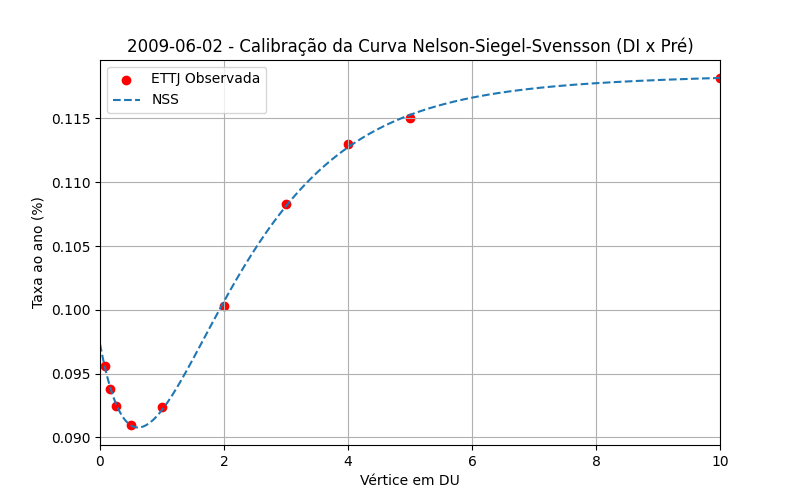 2009-06-02 - Calibração da Curva Nelson-Siegel-Svensson (DI x Pré)
ETTJ Observada
NSS
Taxa ao ano (%)
0.115
0.110
0.105
0.100
0.095
0.090
0 2 4 6 8 10
Vértice em DU